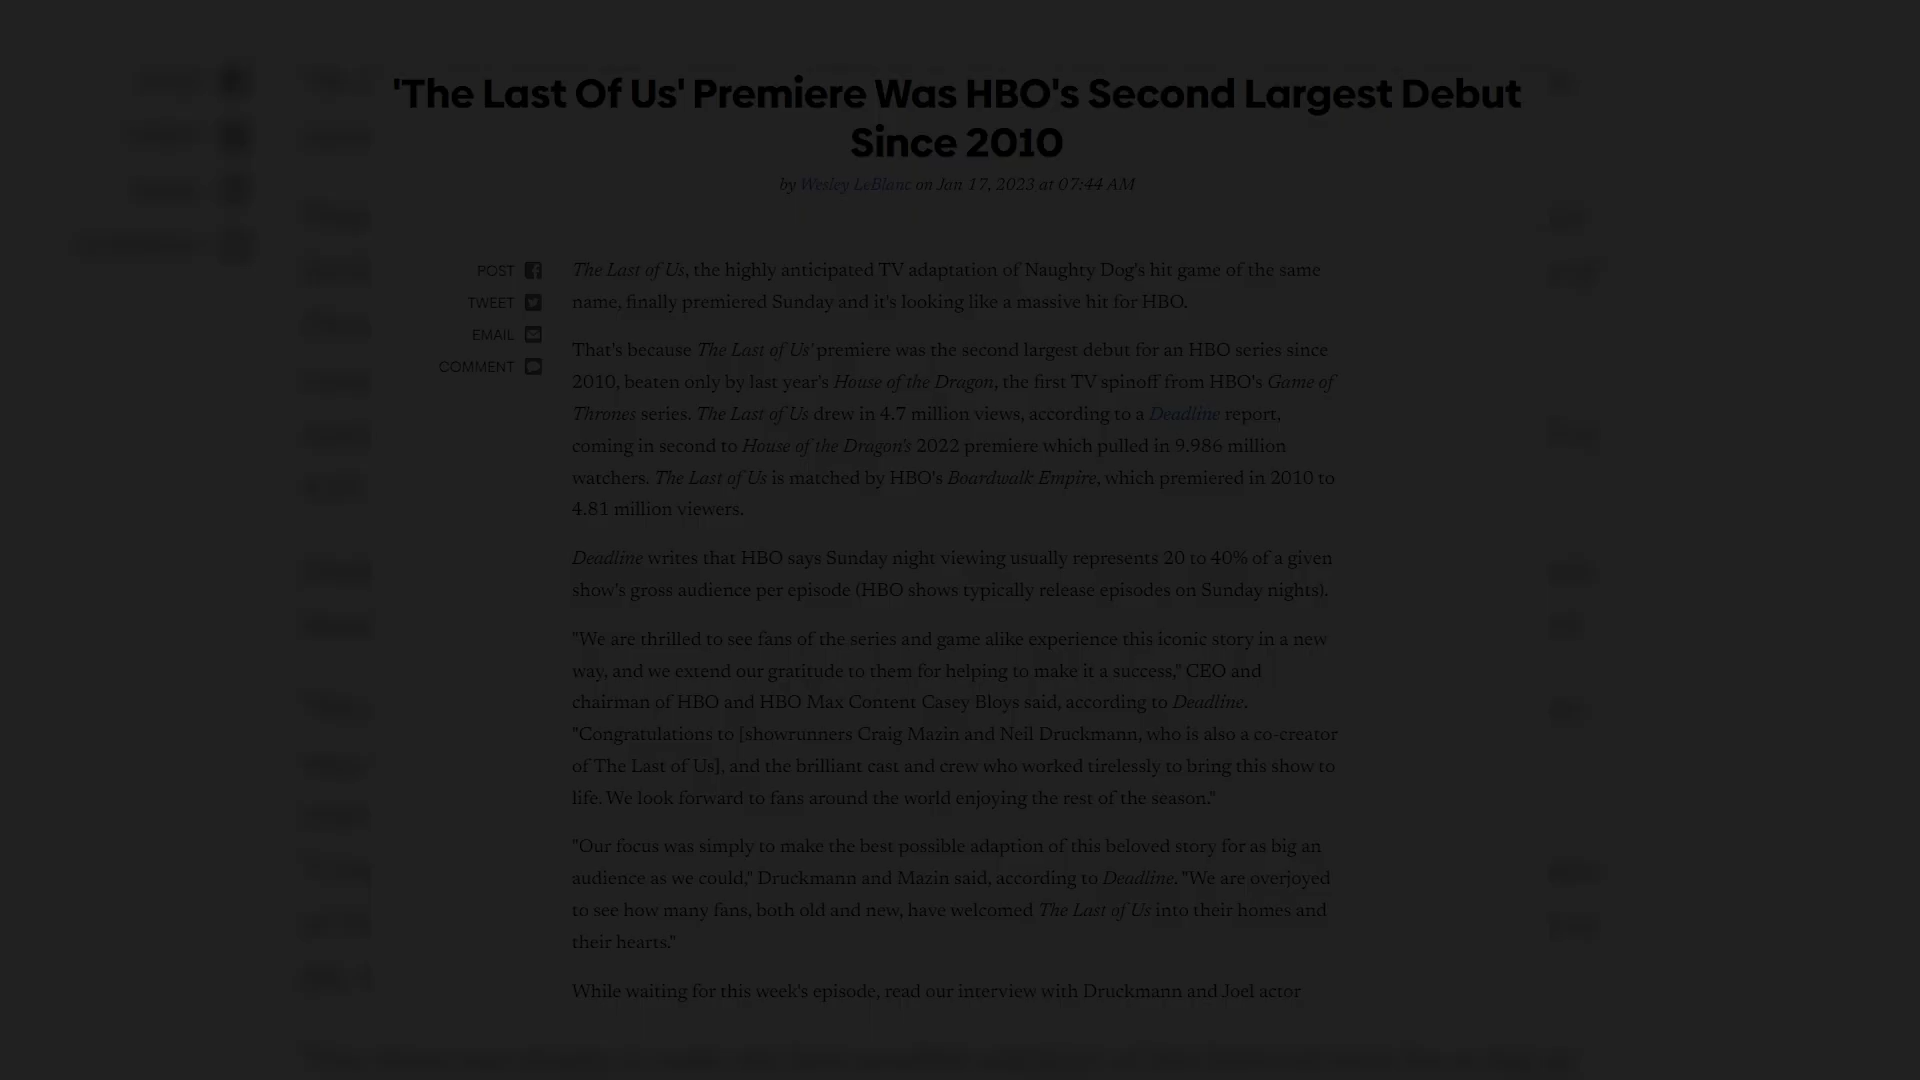 'The Last Of Us' Premiere Was HBO's Second Largest Debut
Since 2010
by Wesley LeBlanc on Jan 17, 2023 at 07:44 AM
POST
TWEET
EMAIL
COMMENT
The Last of Us, the highly anticipated TV adaptation of Naughty Dog's hit game of the same
name, finally premiered Sunday and it's looking like a massive hit for HBO.
That's because The Last of Us' premiere was the second largest debut for an HBO series since
2010, beaten only by last year's House of the Dragon, the first TV spinoff from HBO's Game of
Thrones series. The Last of Us drew in 4.7 million views, according to a Deadline report,
coming in second to House of the Dragon's 2022 premiere which pulled in 9.986 million
watchers. The Last of Us is matched by HBO's Boardwalk Empire, which premiered in 2010 to
4.81 million viewers.
Deadline writes that HBO says Sunday night viewing usually represents 20 to 40% of a given
show's gross audience per episode (HBO shows typically release episodes on Sunday nights).
"We are thrilled to see fans of the series and game alike experience this iconic story in a new
way, and we extend our gratitude to them for helping to make it a success," CEO and
chairman of HBO and HBO Max Content Casey Bloys said, according to Deadline.
"Congratulations to [showrunners Craig Mazin and Neil Druckmann, who is also a co-creator
of The Last of Us], and the brilliant cast and crew who worked tirelessly to bring this show to
life. We look forward to fans around the world enjoying the rest of the season."
"Our focus was simply to make the best possible adaption of this beloved story for as big an
audience as we could," Druckmann and Mazin said, according to Deadline. "We are overjoyed
to see how many fans, both old and new, have welcomed The Last of Us into their homes and
their hearts."
While waiting for this week's episode, read our interview with Druckmann and Joel actor